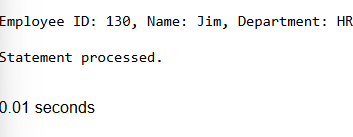 Employee ID: 130, Name: Jim, Department: HR
Statement processed.
0.01 seconds